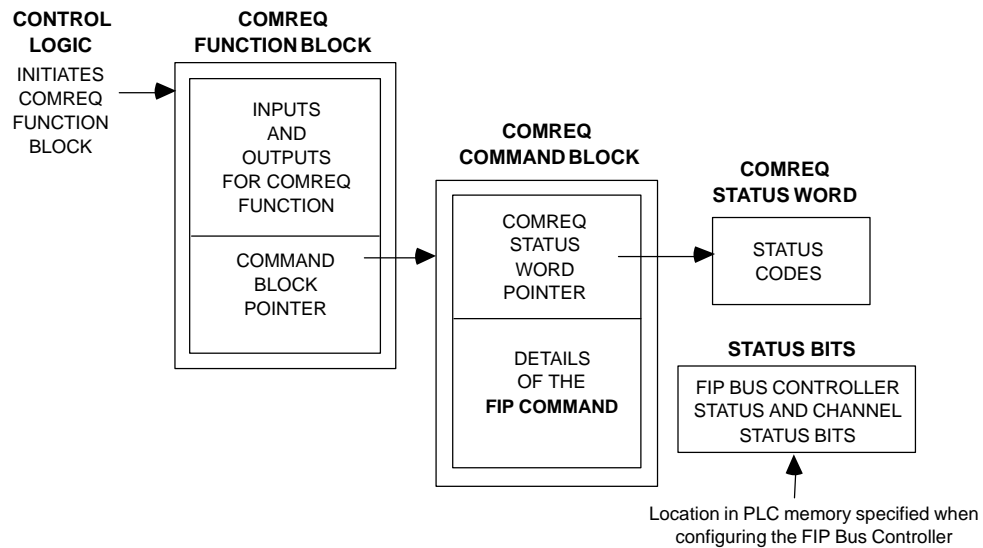 CONTROL
LOGIC
INITIATES
COMREQ
FUNCTION
BLOCK
COMREQ
FUNCTION BLOCK
INPUTS
AND
OUTPUTS
FOR COMREQ
FUNCTION
COMMAND
BLOCK
POINTER
COMREQ
COMMAND BLOCK
COMREQ
STATUS
WORD
POINTER
DETAILS
OF THE
FIP COMMAND
COMREQ
STATUS WORD
STATUS
CODES
STATUS BITS
FIP BUS CONTROLLER
STATUS AND CHANNEL
STATUS BITS
Location in PLC memory specified when
configuring the FIP Bus Controller